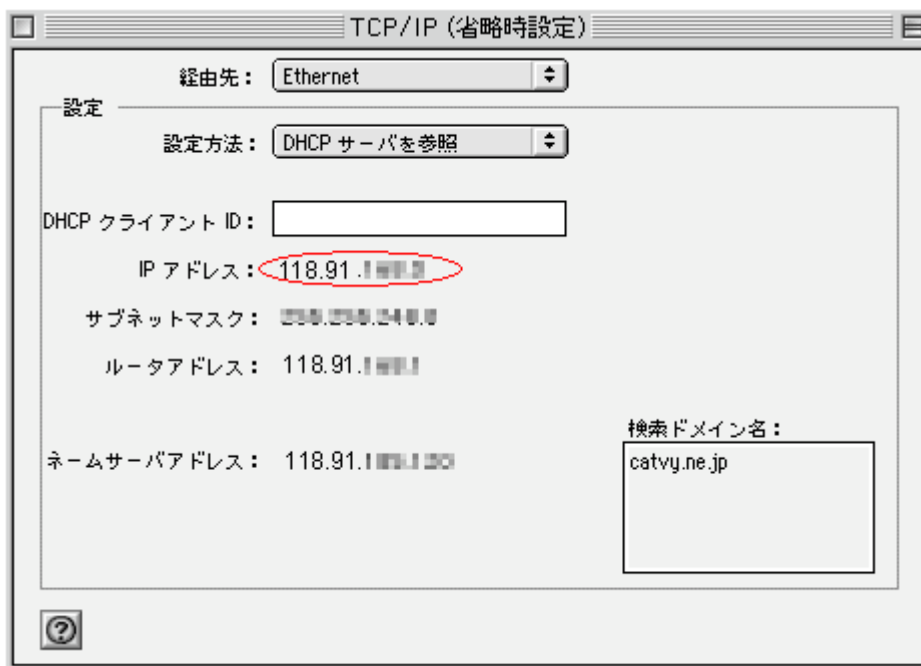 TCP/IP (省略時設定)
経由先： Ethernet
設定
設定方法： DHCP サーバを参照
DHCP クライアント ID：
IP アドレス： 118.91.
サブネットマスク：
ルータアドレス： 118.91.
検索ドメイン名：
ネームサーバアドレス： 118.91.
catvy.ne.jp